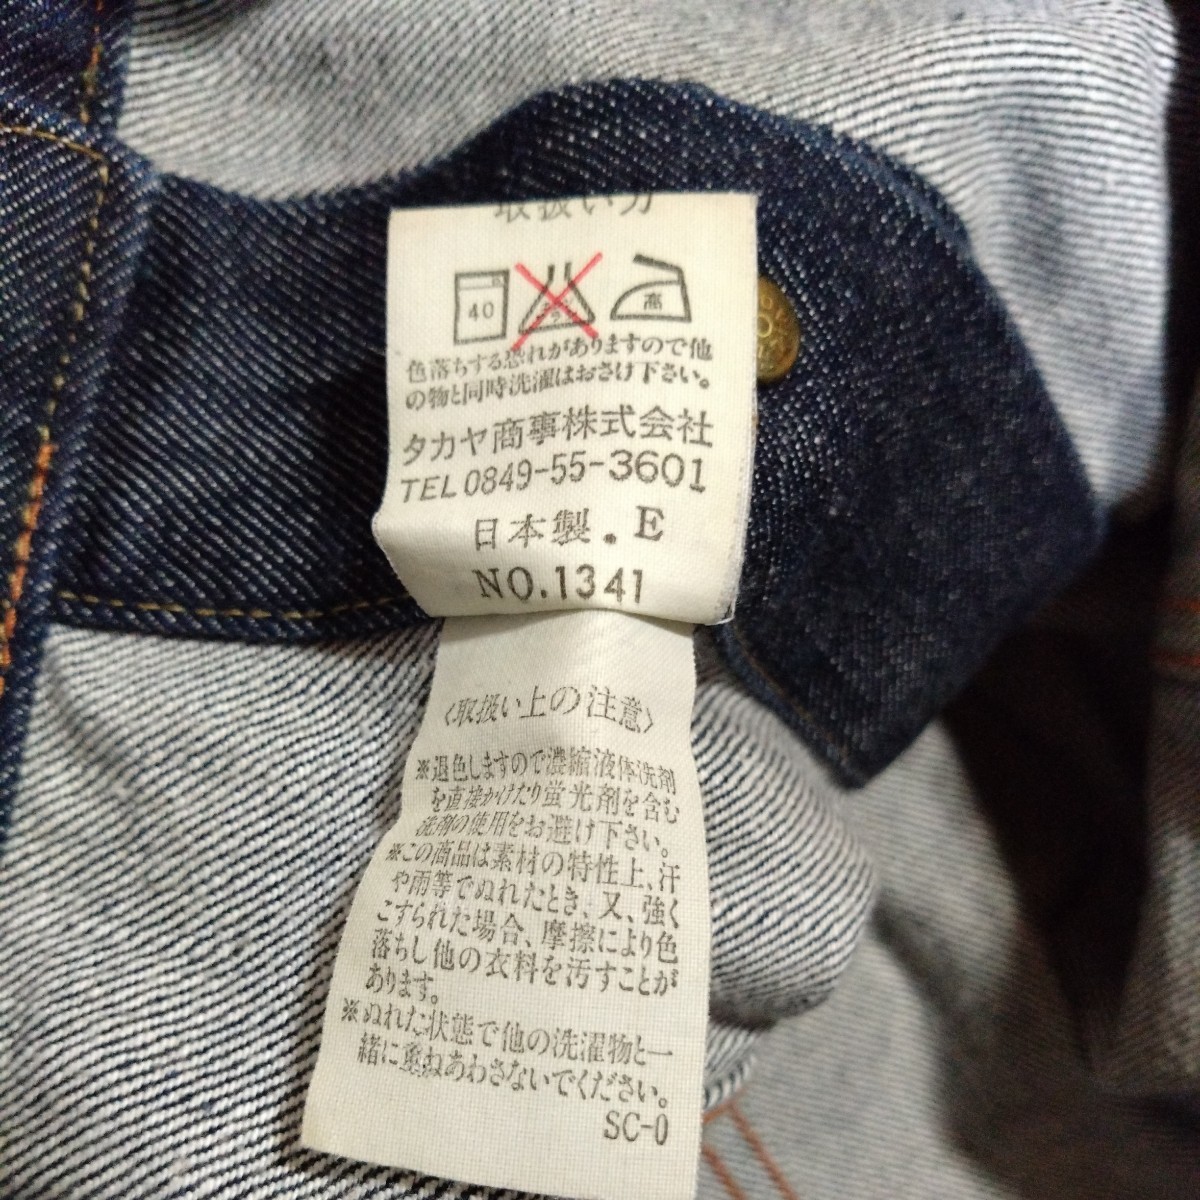 取扱い方
40
高
色落ちする恐れがありますので他
の物と同時洗濯はおさけ下さい。
タカヤ商事株式会社
TEL 0849-55-3601
日本製.E
NO.1341
〈取扱い上の注意〉
※退色しますので濃縮液体洗剤
を直接かけたり蛍光剤を含む
洗剤の使用をお避け下さい。
※この商品は素材の特性上、汗
や雨等でぬれたとき、又、強く
こすられた場合、摩擦により色
落ちし他の衣料を汚すことが
あります。
※ぬれた状態で他の洗濯物と一
緒に重ねあわさないでください。
SC-0